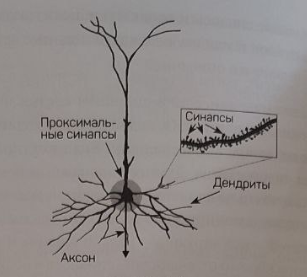 Проксималь-
ные синапсы
Синапсы
Дендриты
Аксон